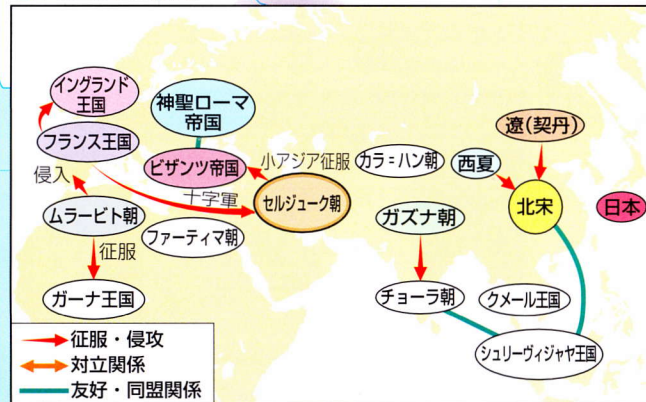 イングランド
王国
神聖ローマ
帝国
フランス王国
遼(契丹)
小アジア征服
カラ=ハン朝
西夏
ビザンツ帝国
侵入
十字軍
セルジューク朝
北宋
日本
ムラービト朝
ファーティマ朝
ガズナ朝
征服
ガーナ王国
チョーラ朝
クメール王国
シュリーヴィジャヤ王国
征服・侵攻
対立関係
友好・同盟関係